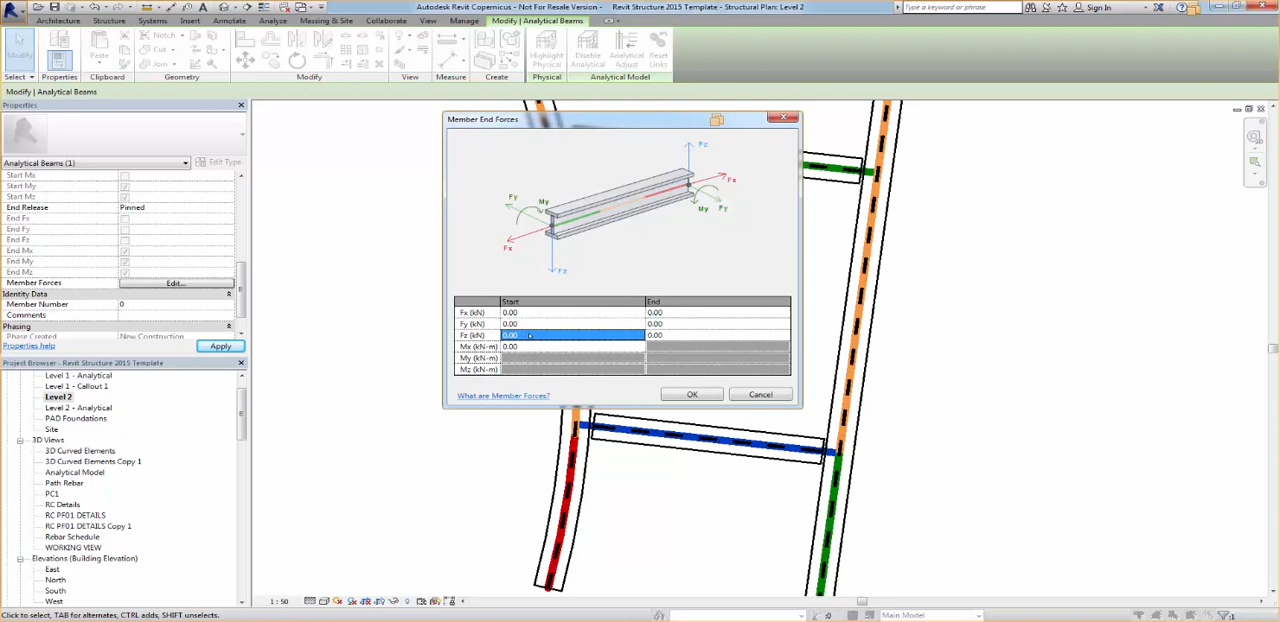 Autodesk Revit Copernicus - Not For Resale Version - Revit Structure 2015 Template - Structural Plan: Level 2
Type a keyword or phrase
Sign In
Architecture Structure Systems Insert Annotate Analyze Massing & Site Collaborate View Manage Modify | Analytical Beams
Modify Paste Notch Cut Join Highlight Physical Disable Analytical Analytical Adjust Reset Links
Select Properties Clipboard Geometry Modify View Measure Create Physical Analytical Model
Modify | Analytical Beams
Properties
Analytical Beams (1) Edit Type
Start Mx
Start My
Start Mz
End Release Pinned
End Fx
End Fy
End Fz
End Mx
End My
End Mz
Member Forces Edit...
Identity Data
Member Number 0
Comments
Phasing
Phase Created New Construction
Properties help Apply
Project Browser - Revit Structure 2015 Template
Level 1 - Analytical
Level 1 - Callout 1
Level 2
Level 2 - Analytical
PAD Foundations
Site
3D Views
3D Curved Elements
3D Curved Elements Copy 1
Analytical Model
Path Rebar
PC1
RC Details
RC PF01 DETAILS
RC PF01 DETAILS Copy 1
Rebar Schedule
WORKING VIEW
Elevations (Building Elevation)
East
North
South
West
Member End Forces
Fz
Fx
Fy
My
Fy
My
Fx
Fz
Start End
Fx (kN) 0.00 0.00
Fy (kN) 0.00 0.00
Fz (kN) 0.00 0.00
Mx (kN-m) 0.00
My (kN-m)
Mz (kN-m)
What are Member Forces? OK Cancel
1 : 50
Click to select, TAB for alternates, CTRL adds, SHIFT unselects.
:0
Main Model
:1